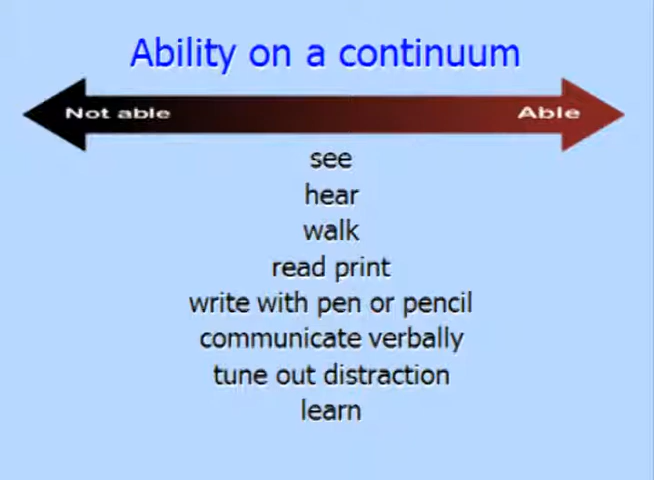 Ability on a continuum
Not able Able
see
hear
walk
read print
write with pen or pencil
communicate verbally
tune out distraction
learn